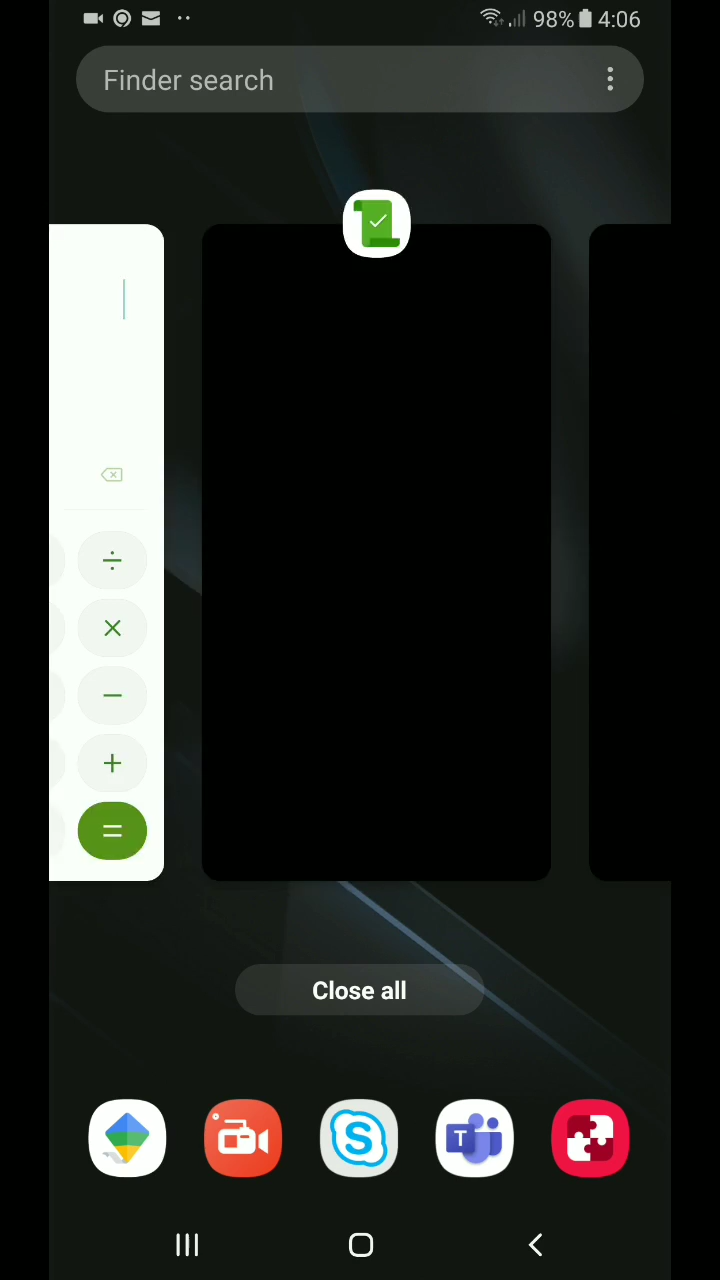 98% 4:06
Finder search
÷
×
−
+
=
Close all
S
T